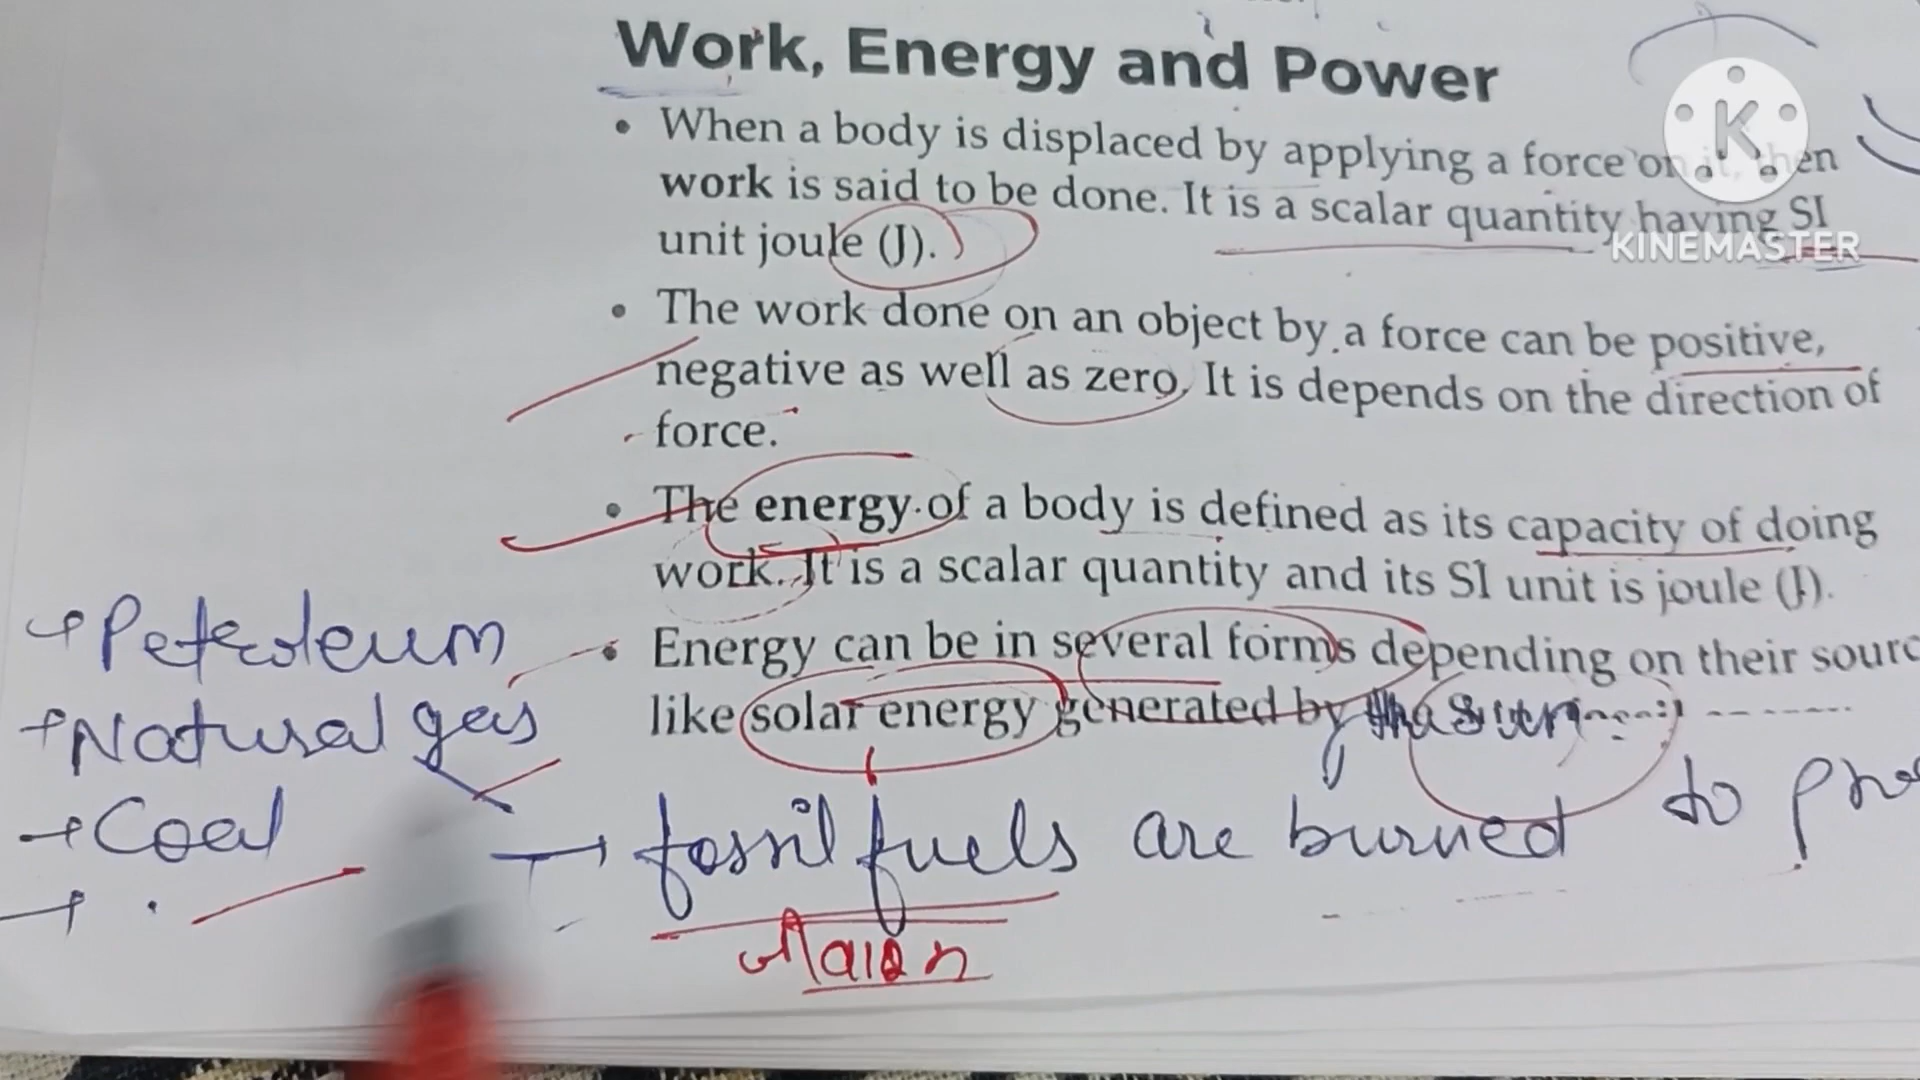 Work, Energy and Power
• When a body is displaced by applying a force on it, then
work is said to be done. It is a scalar quantity having SI
unit joule (J).
• The work done on an object by a force can be positive,
negative as well as zero. It is depends on the direction of
force.
• The energy of a body is defined as its capacity of doing
work. It is a scalar quantity and its SI unit is joule (J).
• Energy can be in several forms depending on their sourc
like solar energy generated by the Sun
→ Petroleum
→ Natural gas
→ Coal
→ fossil fuels are burned to pro
K
KINEMASTER